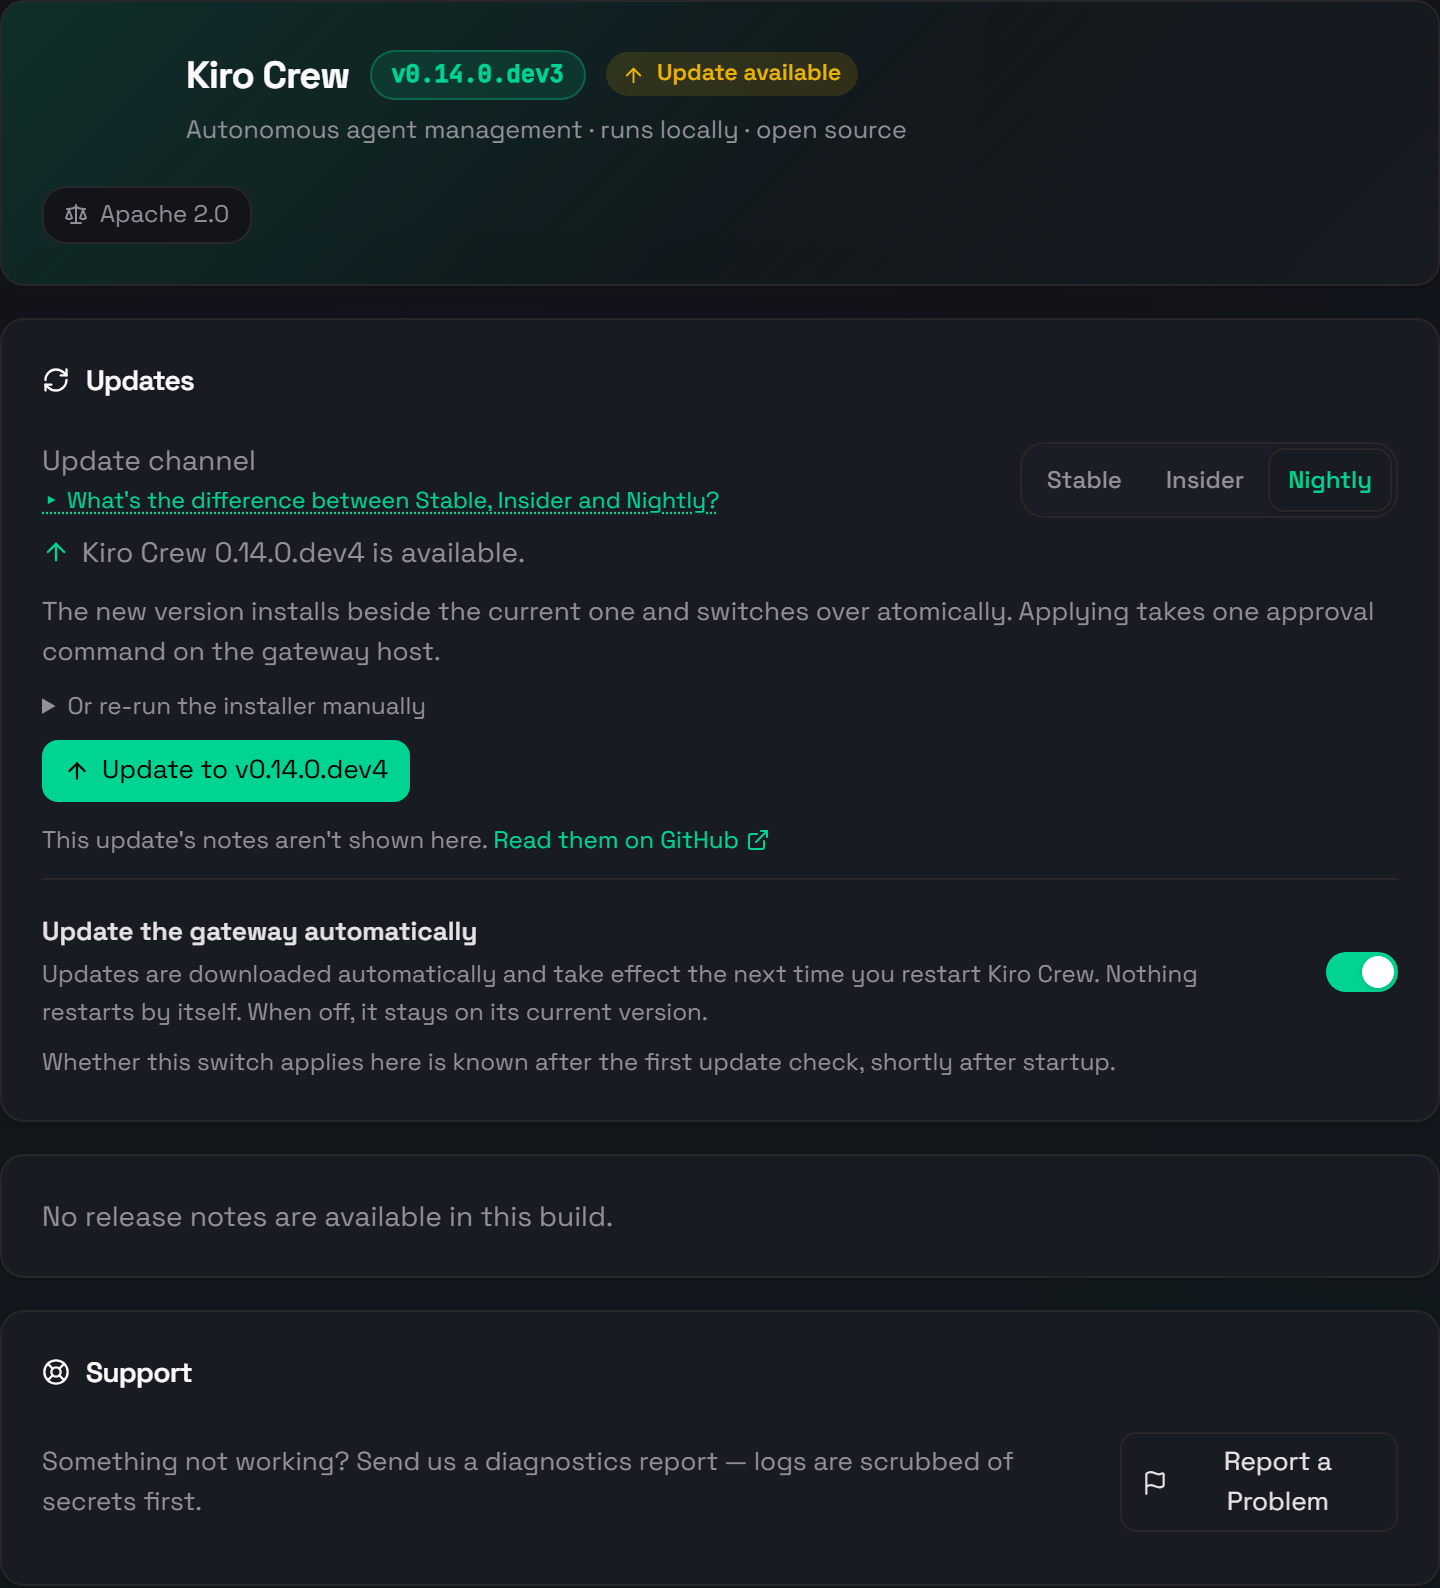 Kiro Crew
v0.14.0.dev3
Update available
Autonomous agent management · runs locally · open source
Apache 2.0
Updates
Update channel
What's the difference between Stable, Insider and Nightly?
Stable
Insider
Nightly
Kiro Crew 0.14.0.dev4 is available.
The new version installs beside the current one and switches over atomically. Applying takes one approval
command on the gateway host.
Or re-run the installer manually
Update to v0.14.0.dev4
This update's notes aren't shown here. Read them on GitHub
Update the gateway automatically
Updates are downloaded automatically and take effect the next time you restart Kiro Crew. Nothing
restarts by itself. When off, it stays on its current version.
Whether this switch applies here is known after the first update check, shortly after startup.
No release notes are available in this build.
Support
Something not working? Send us a diagnostics report — logs are scrubbed of
secrets first.
Report a
Problem